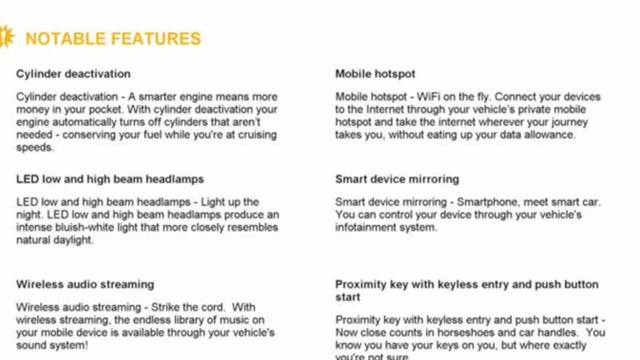 NOTABLE FEATURES
Cylinder deactivation
Cylinder deactivation - A smarter engine means more
money in your pocket. With cylinder deactivation your
engine automatically turns off cylinders that aren't
needed - conserving your fuel while you're at cruising
speeds.
LED low and high beam headlamps
LED low and high beam headlamps - Light up the
night. LED low and high beam headlamps produce an
intense bluish-white light that more closely resembles
natural daylight.
Wireless audio streaming
Wireless audio streaming - Strike the cord. With
wireless streaming, the endless library of music on
your mobile device is available through your vehicle's
sound system!
Mobile hotspot
Mobile hotspot - WiFi on the fly. Connect your devices
to the Internet through your vehicle's private mobile
hotspot and take the internet wherever your journey
takes you, without eating up your data allowance.
Smart device mirroring
Smart device mirroring - Smartphone, meet smart car.
You can control your device through your vehicle's
infotainment system.
Proximity key with keyless entry and push button
start
Proximity key with keyless entry and push button start -
Now close counts in horseshoes and car handles. You
know you have your keys on you, but where exactly
you're not sure.